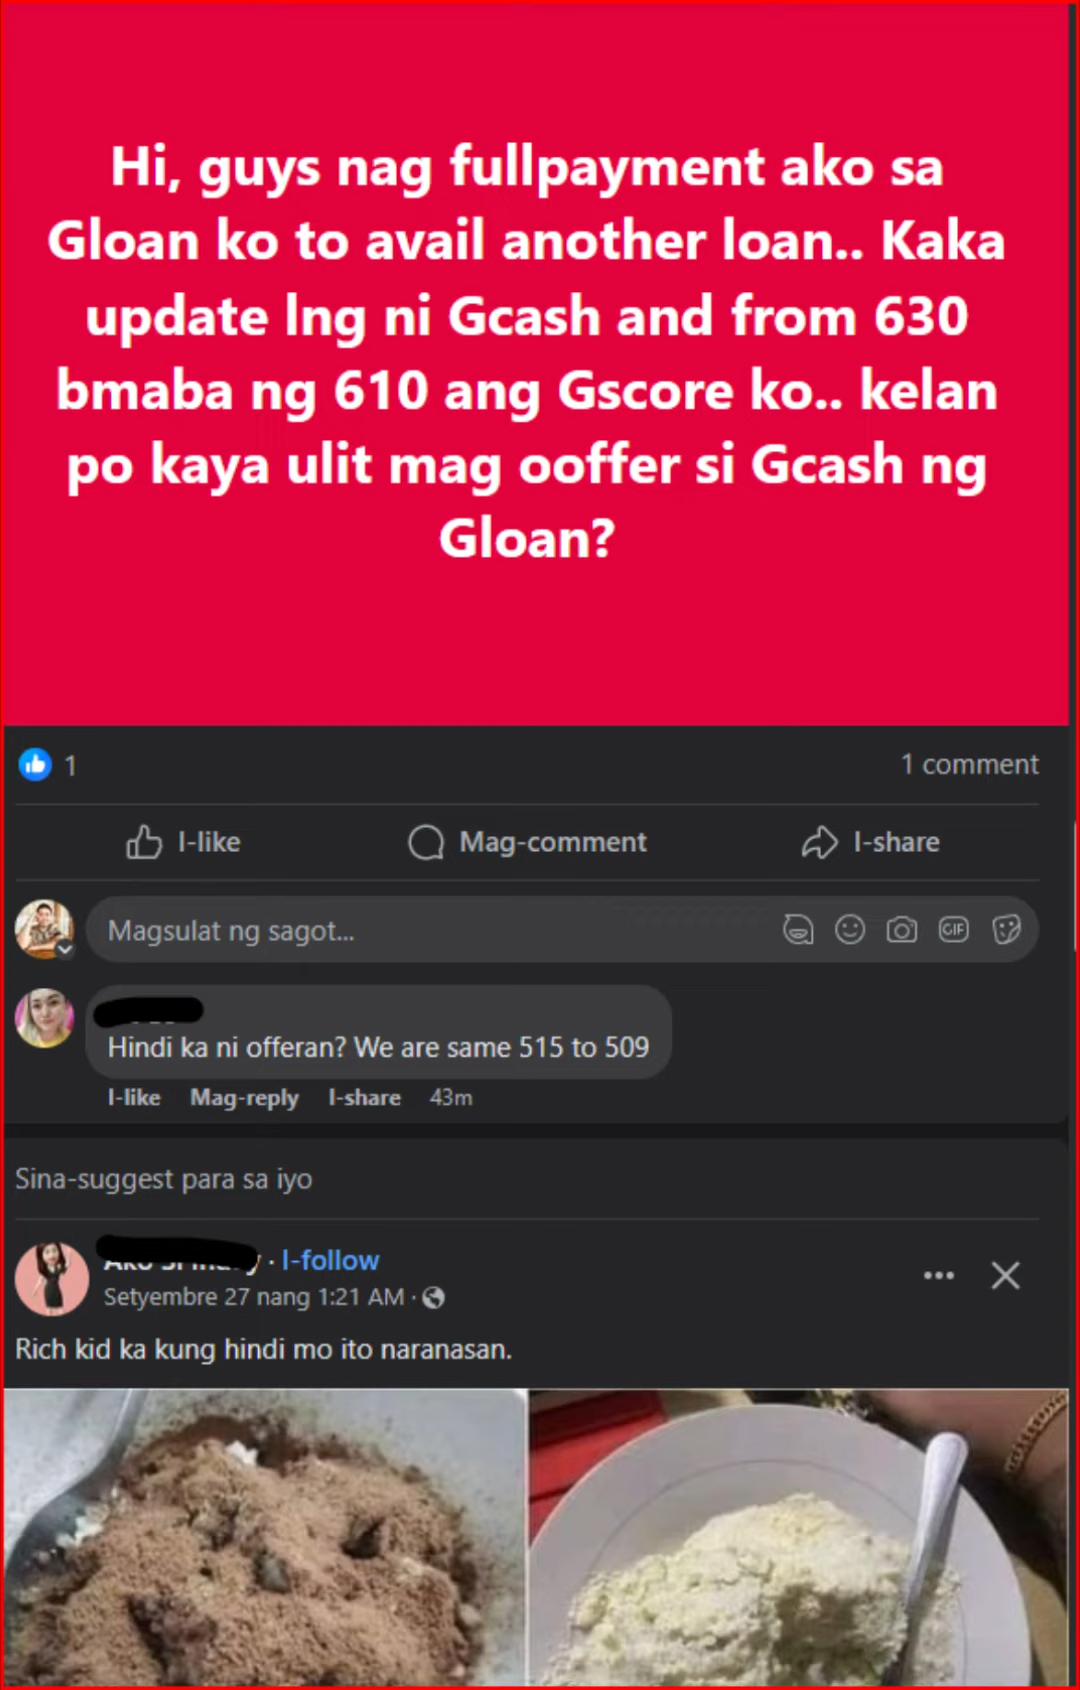 Hi, guys nag fullpayment ako sa
Gloan ko to avail another loan.. Kaka
update lng ni Gcash and from 630
bmaba ng 610 ang Gscore ko.. kelan
po kaya ulit mag ooffer si Gcash ng
Gloan?
1
1 comment
I-like Mag-comment I-share
Magsulat ng sagot...
GIF
Hindi ka ni offeran? We are same 515 to 509
I-like Mag-reply I-share 43m
Sina-suggest para sa iyo
· I-follow
Setyembre 27 nang 1:21 AM ·
Rich kid ka kung hindi mo ito naranasan.